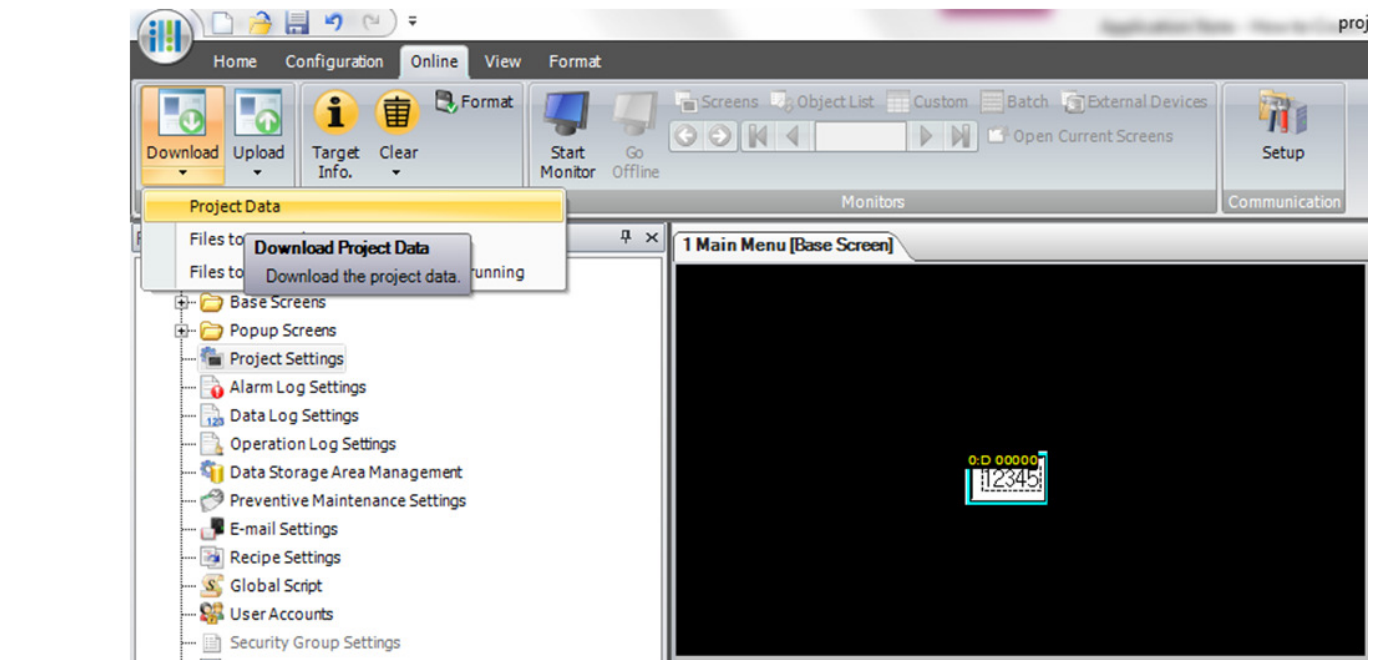 proj
Home Configuration Online View Format
Download Upload Target Info. Clear Format Start Monitor Go Offline
Screens Object List Custom Batch External Devices
Open Current Screens
Setup
Monitors Communication
Project Data
Files to
Download Project Data
Files to running
Download the project data.
1 Main Menu [Base Screen]
Base Screens
Popup Screens
Project Settings
Alarm Log Settings
Data Log Settings
Operation Log Settings
Data Storage Area Management
Preventive Maintenance Settings
E-mail Settings
Recipe Settings
Global Script
User Accounts
Security Group Settings
0:D 00000
12345